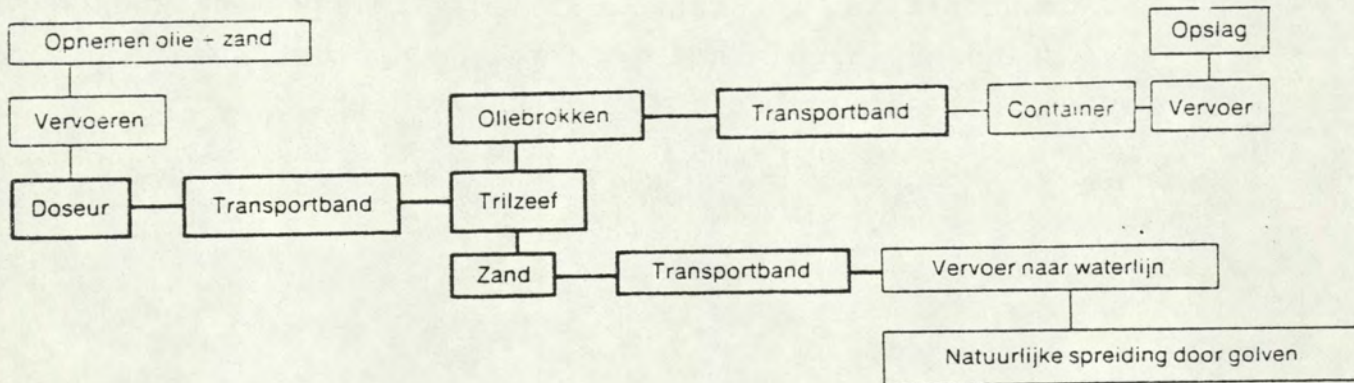 Opnemen olie + zand
Vervoeren
Doseur
Transportband
Trilzeef
Oliebrokken
Transportband
Container
Vervoer
Opslag
Zand
Transportband
Vervoer naar waterlijn
Natuurlijke spreiding door golven